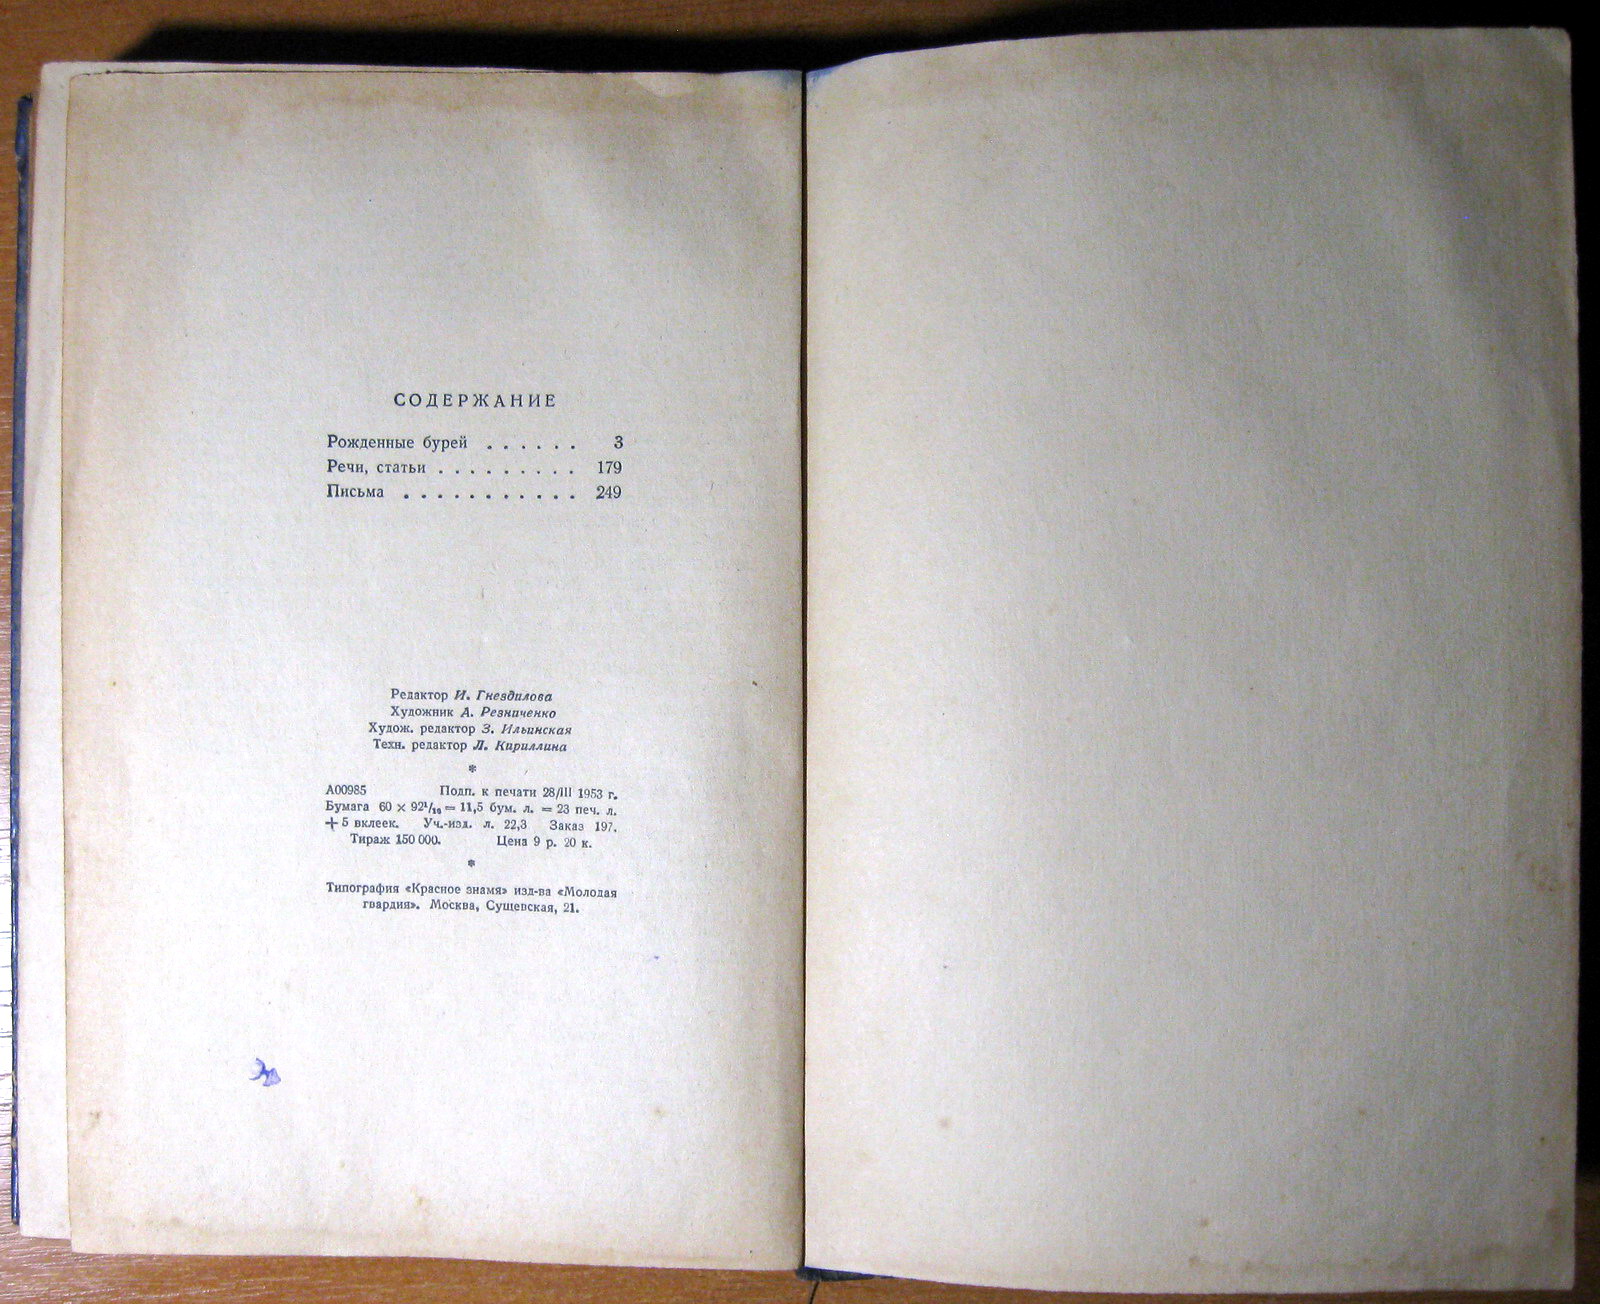 СОДЕРЖАНИЕ
Рожденные бурей . . . . . . 3
Речи, статьи . . . . . . . . . 179
Письма . . . . . . . . . . . 249
Редактор И. Гнездилова
Художник А. Резниченко
Худож. редактор З. Ильинская
Техн. редактор Л. Кириллина
*
А00985 Подп. к печати 28/III 1953 г.
Бумага 60 × 92¹/₁₆ = 11,5 бум. л. = 23 печ. л.
+ 5 вклеек. Уч.-изд. л. 22,3 Заказ 197.
Тираж 150 000. Цена 9 р. 20 к.
*
Типография «Красное знамя» изд-ва «Молодая
гвардия». Москва, Сущевская, 21.